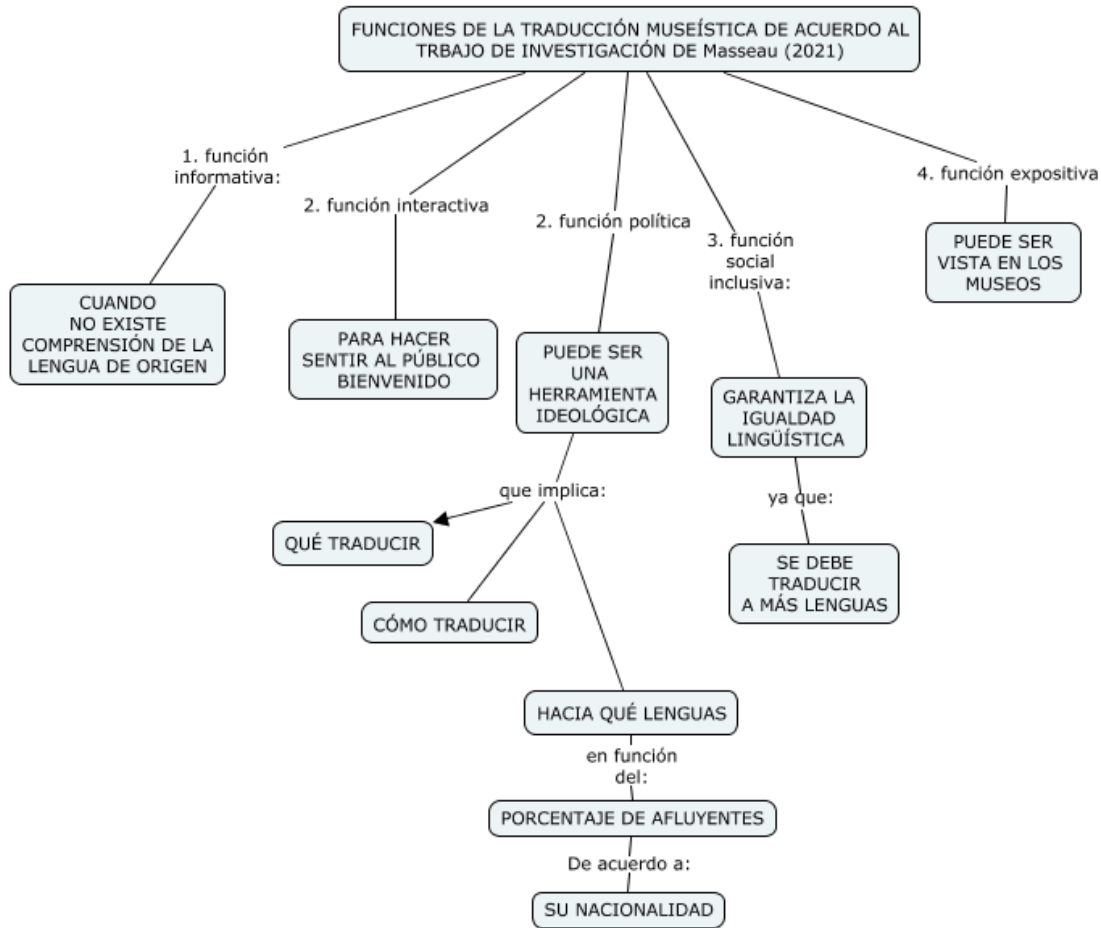 FUNCIONES DE LA TRADUCCIÓN MUSEÍSTICA DE ACUERDO AL
TRBAJO DE INVESTIGACIÓN DE Masseau (2021)
1. función
informativa:
CUANDO
NO EXISTE
COMPRENSIÓN DE LA
LENGUA DE ORIGEN
2. función interactiva
PARA HACER
SENTIR AL PÚBLICO
BIENVENIDO
2. función política
PUEDE SER
UNA
HERRAMIENTA
IDEOLÓGICA
que implica:
QUÉ TRADUCIR
CÓMO TRADUCIR
HACIA QUÉ LENGUAS
en función
del:
PORCENTAJE DE AFLUYENTES
De acuerdo a:
SU NACIONALIDAD
3. función
social
inclusiva:
GARANTIZA LA
IGUALDAD
LINGÜÍSTICA
ya que:
SE DEBE
TRADUCIR
A MÁS LENGUAS
4. función expositiva
PUEDE SER
VISTA EN LOS
MUSEOS